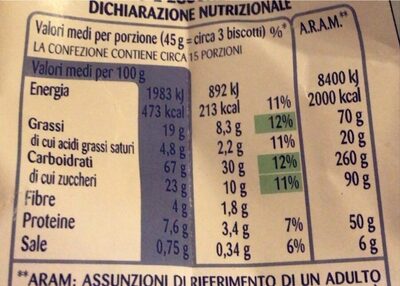 DICHIARAZIONE NUTRIZIONALE
Valori medi per porzione (45 g = circa 3 biscotti) %* A.R.A.M.**
LA CONFEZIONE CONTIENE CIRCA 15 PORZIONI
Valori medi per 100 g
Energia 1983 kJ 892 kJ 8400 kJ
473 kcal 213 kcal 11% 2000 kcal
Grassi 19 g 8,3 g 12% 70 g
di cui acidi grassi saturi 4,8 g 2,2 g 11% 20 g
Carboidrati 67 g 30 g 12% 260 g
di cui zuccheri 23 g 10 g 11% 90 g
Fibre 4 g 1,8 g
Proteine 7,6 g 3,4 g 7% 50 g
Sale 0,75 g 0,34 g 6% 6 g
**ARAM: ASSUNZIONI DI RIFERIMENTO DI UN ADULTO